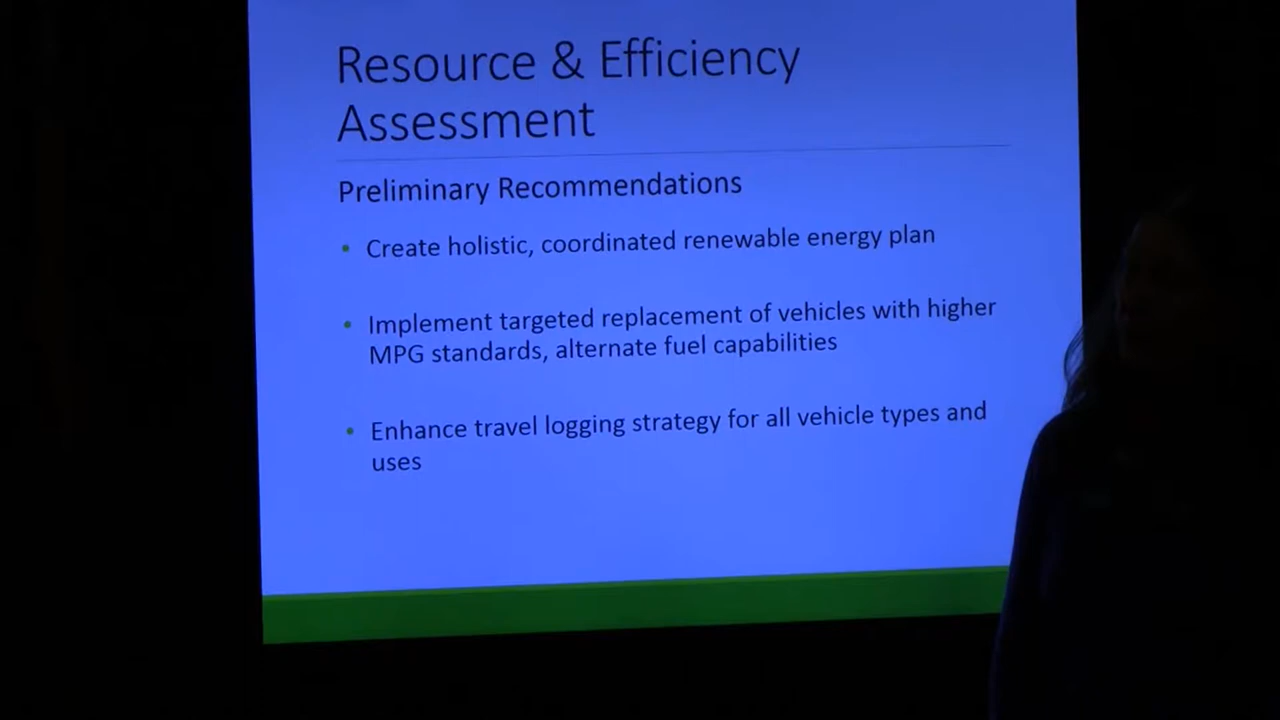 Resource & Efficiency
Assessment
Preliminary Recommendations
• Create holistic, coordinated renewable energy plan
• Implement targeted replacement of vehicles with higher
MPG standards, alternate fuel capabilities
• Enhance travel logging strategy for all vehicle types and
uses